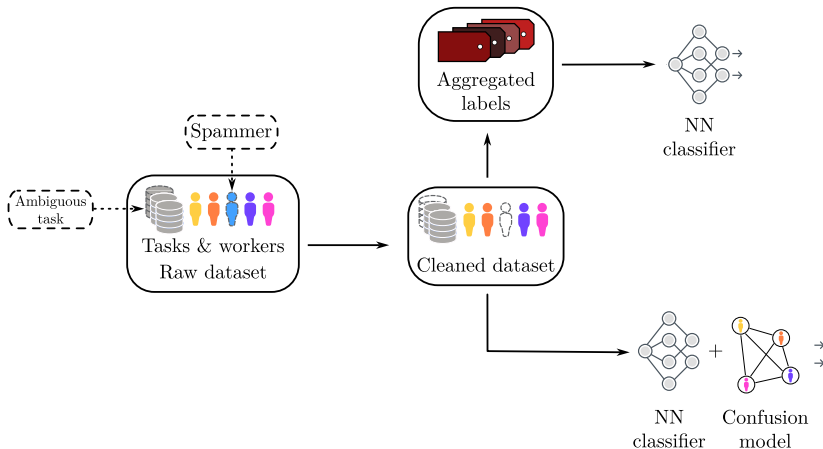 Aggregated
labels
NN
classifier
Spammer
Ambiguous
task
Tasks & workers
Raw dataset
Cleaned dataset
+
NN
classifier
Confusion
model